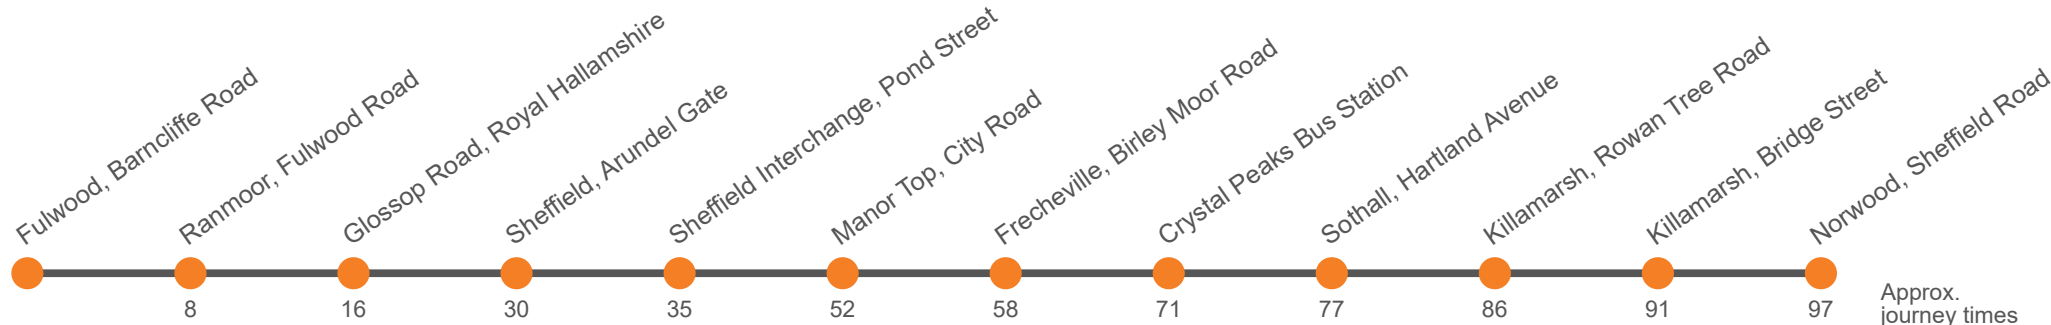 Fulwood, Barncliffe Road
Ranmoor, Fulwood Road
Glossop Road, Royal Hallamshire
Sheffield, Arundel Gate
Sheffield Interchange, Pond Street
Manor Top, City Road
Frecheville, Birley Moor Road
Crystal Peaks Bus Station
Sothall, Hartland Avenue
Killamarsh, Rowan Tree Road
Killamarsh, Bridge Street
Norwood, Sheffield Road
8
16
30
35
52
58
71
77
86
91
97
Approx.
journey times